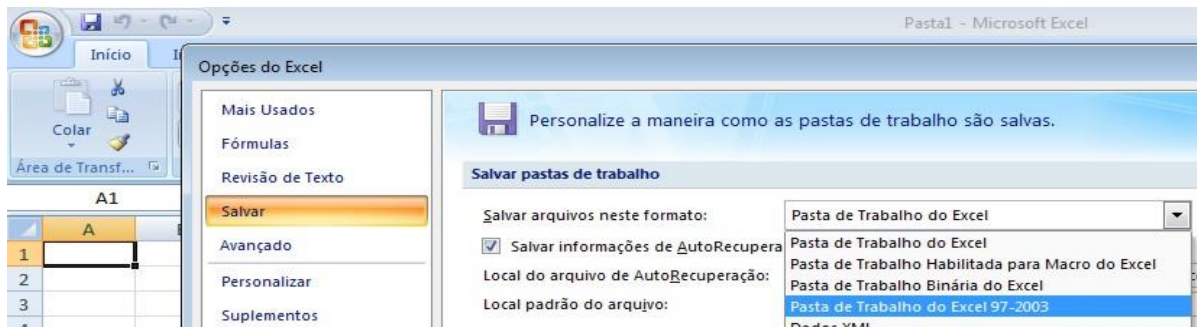 Pasta1 - Microsoft Excel
Início
Colar
Área de Transf...
A1
A
1
2
3
Opções do Excel
Mais Usados
Fórmulas
Revisão de Texto
Salvar
Avançado
Personalizar
Suplementos
Personalize a maneira como as pastas de trabalho são salvas.
Salvar pastas de trabalho
Salvar arquivos neste formato: Pasta de Trabalho do Excel
Salvar informações de AutoRecupera
Local do arquivo de AutoRecuperação:
Local padrão do arquivo:
Pasta de Trabalho do Excel
Pasta de Trabalho Habilitada para Macro do Excel
Pasta de Trabalho Binária do Excel
Pasta de Trabalho do Excel 97-2003